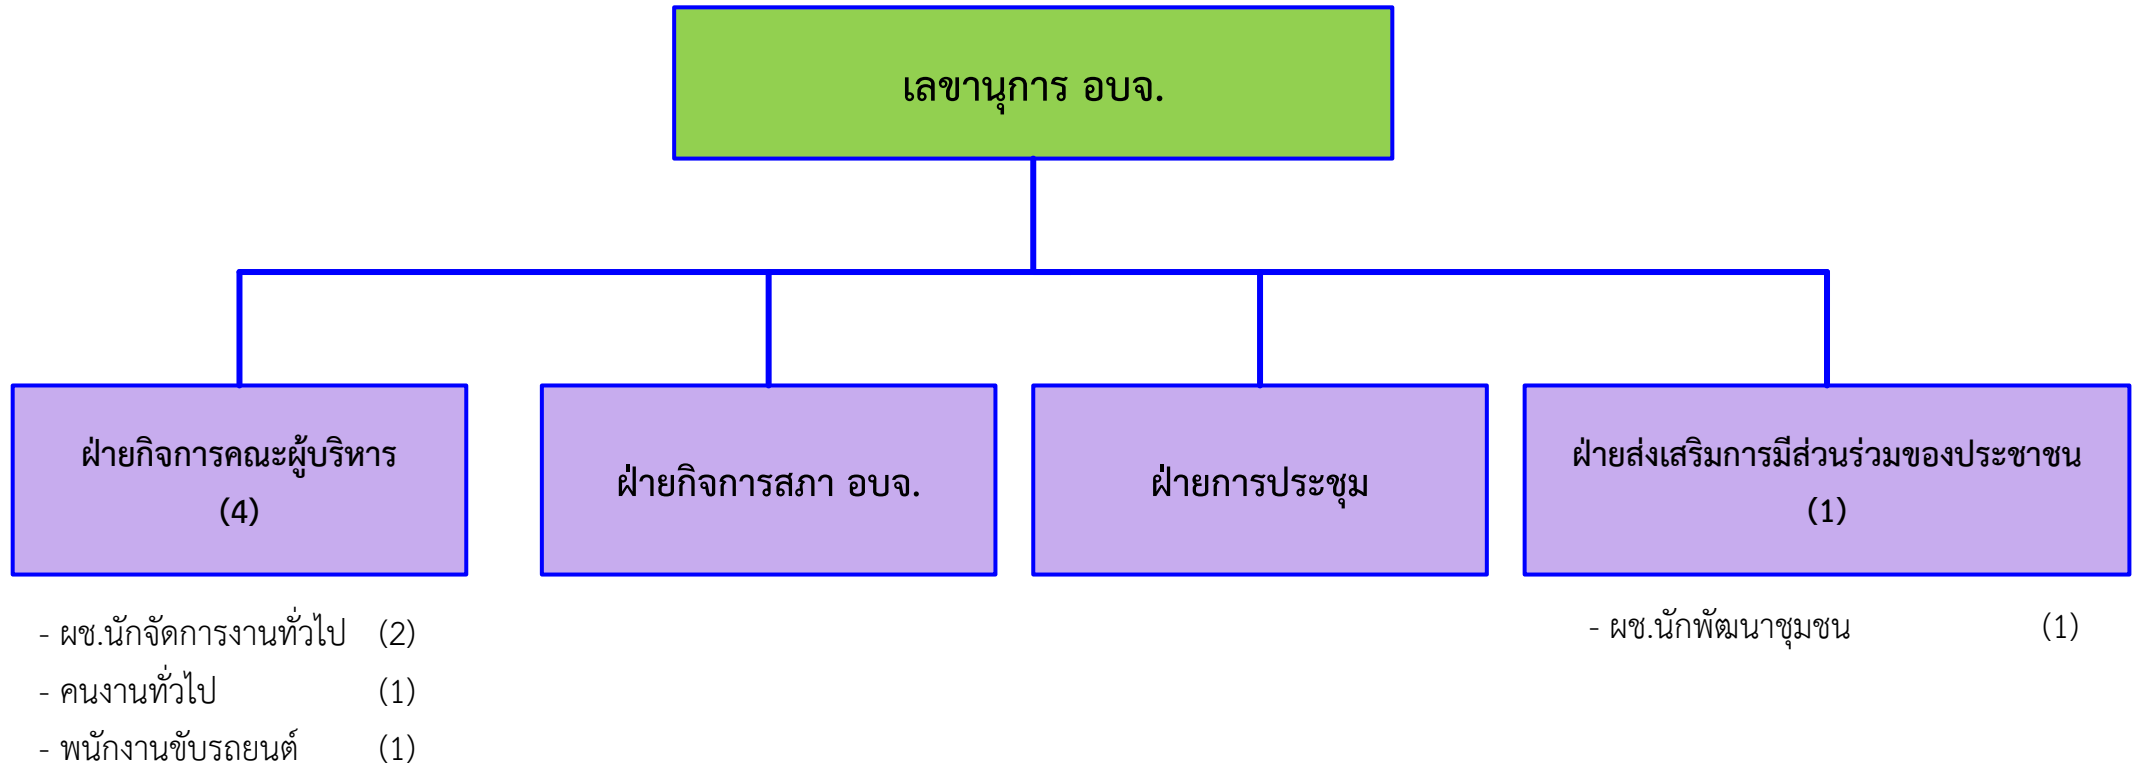 เลขานุการ อบจ.
ฝ่ายกิจการคณะผู้บริหาร
(4)
ฝ่ายกิจการสภา อบจ.
ฝ่ายการประชุม
ฝ่ายส่งเสริมการมีส่วนร่วมของประชาชน
(1)
- ผช.นักจัดการงานทั่วไป (2)
- คนงานทั่วไป (1)
- พนักงานขับรถยนต์ (1)
- ผช.นักพัฒนาชุมชน (1)